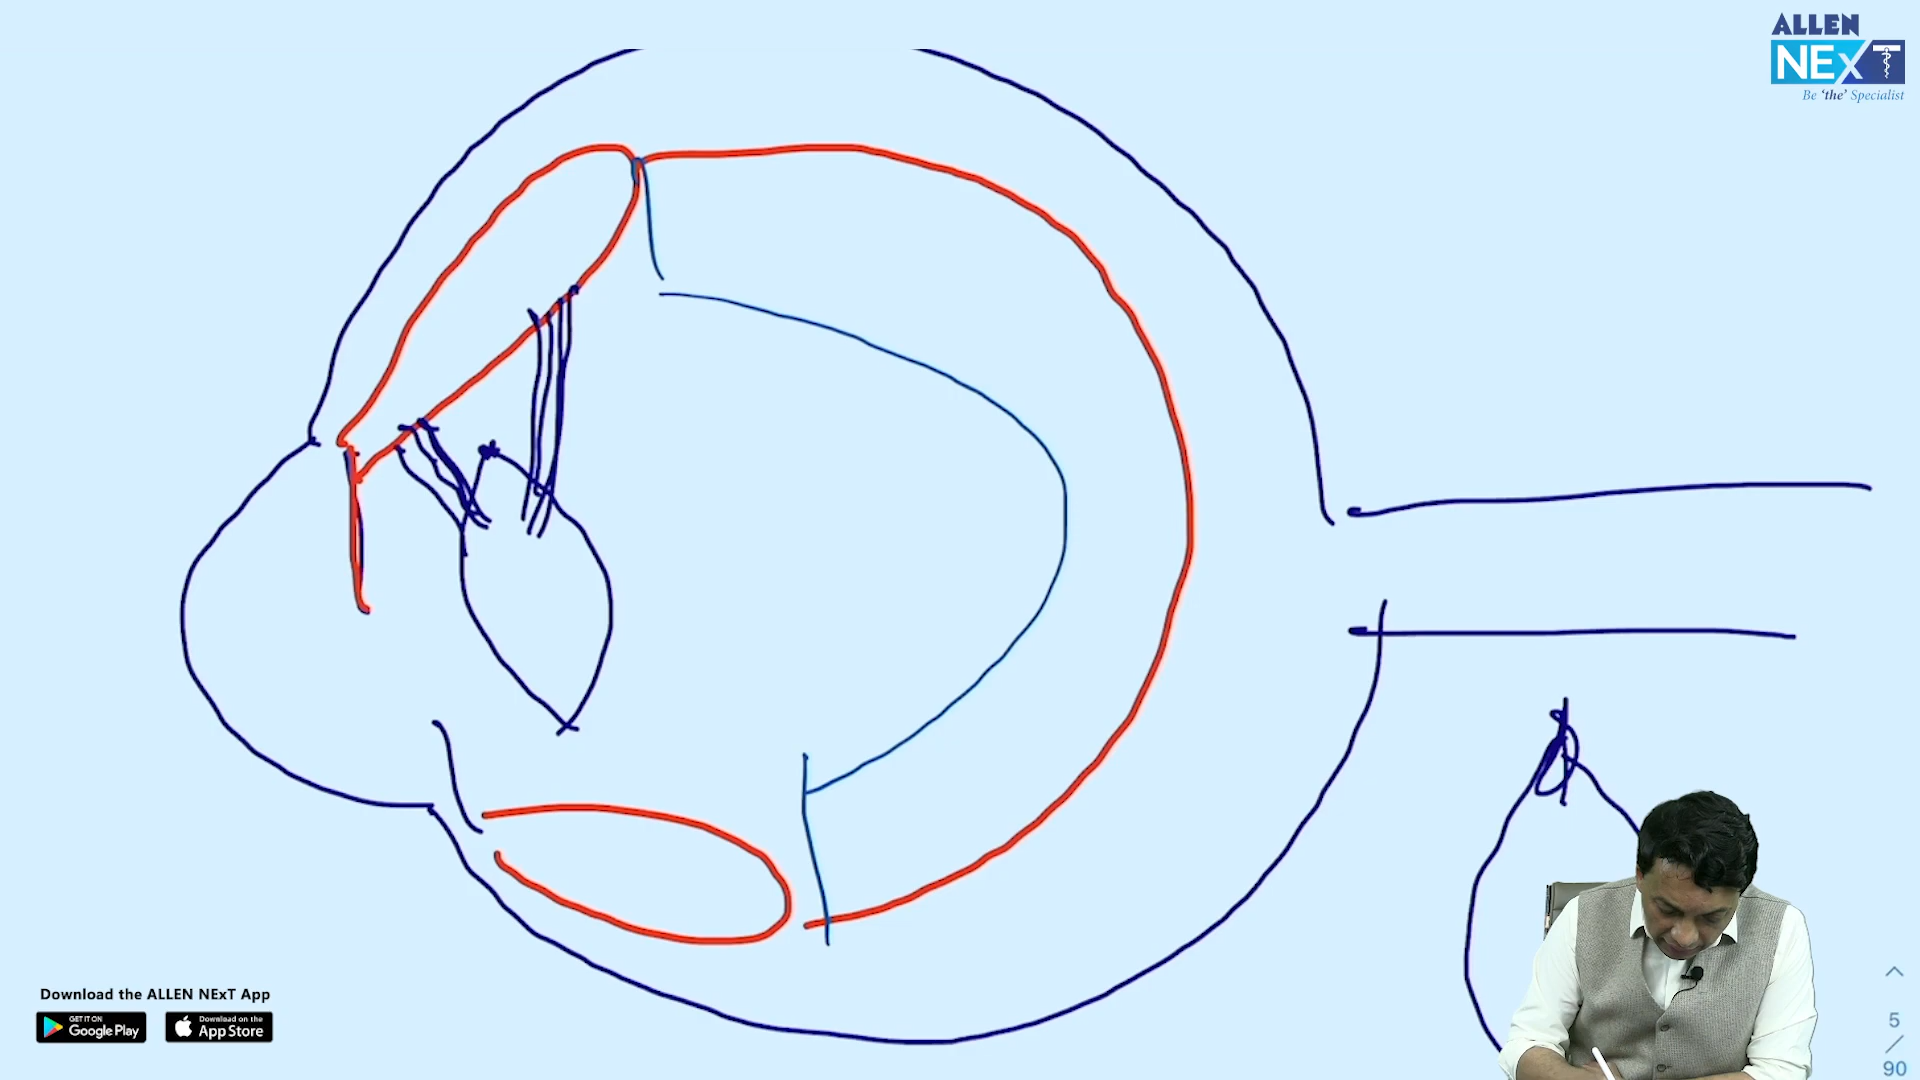 ALLEN
NExT
Be 'the' Specialist
Download the ALLEN NExT App
GET IT ON
Google Play
Download on the
App Store
5
/
90